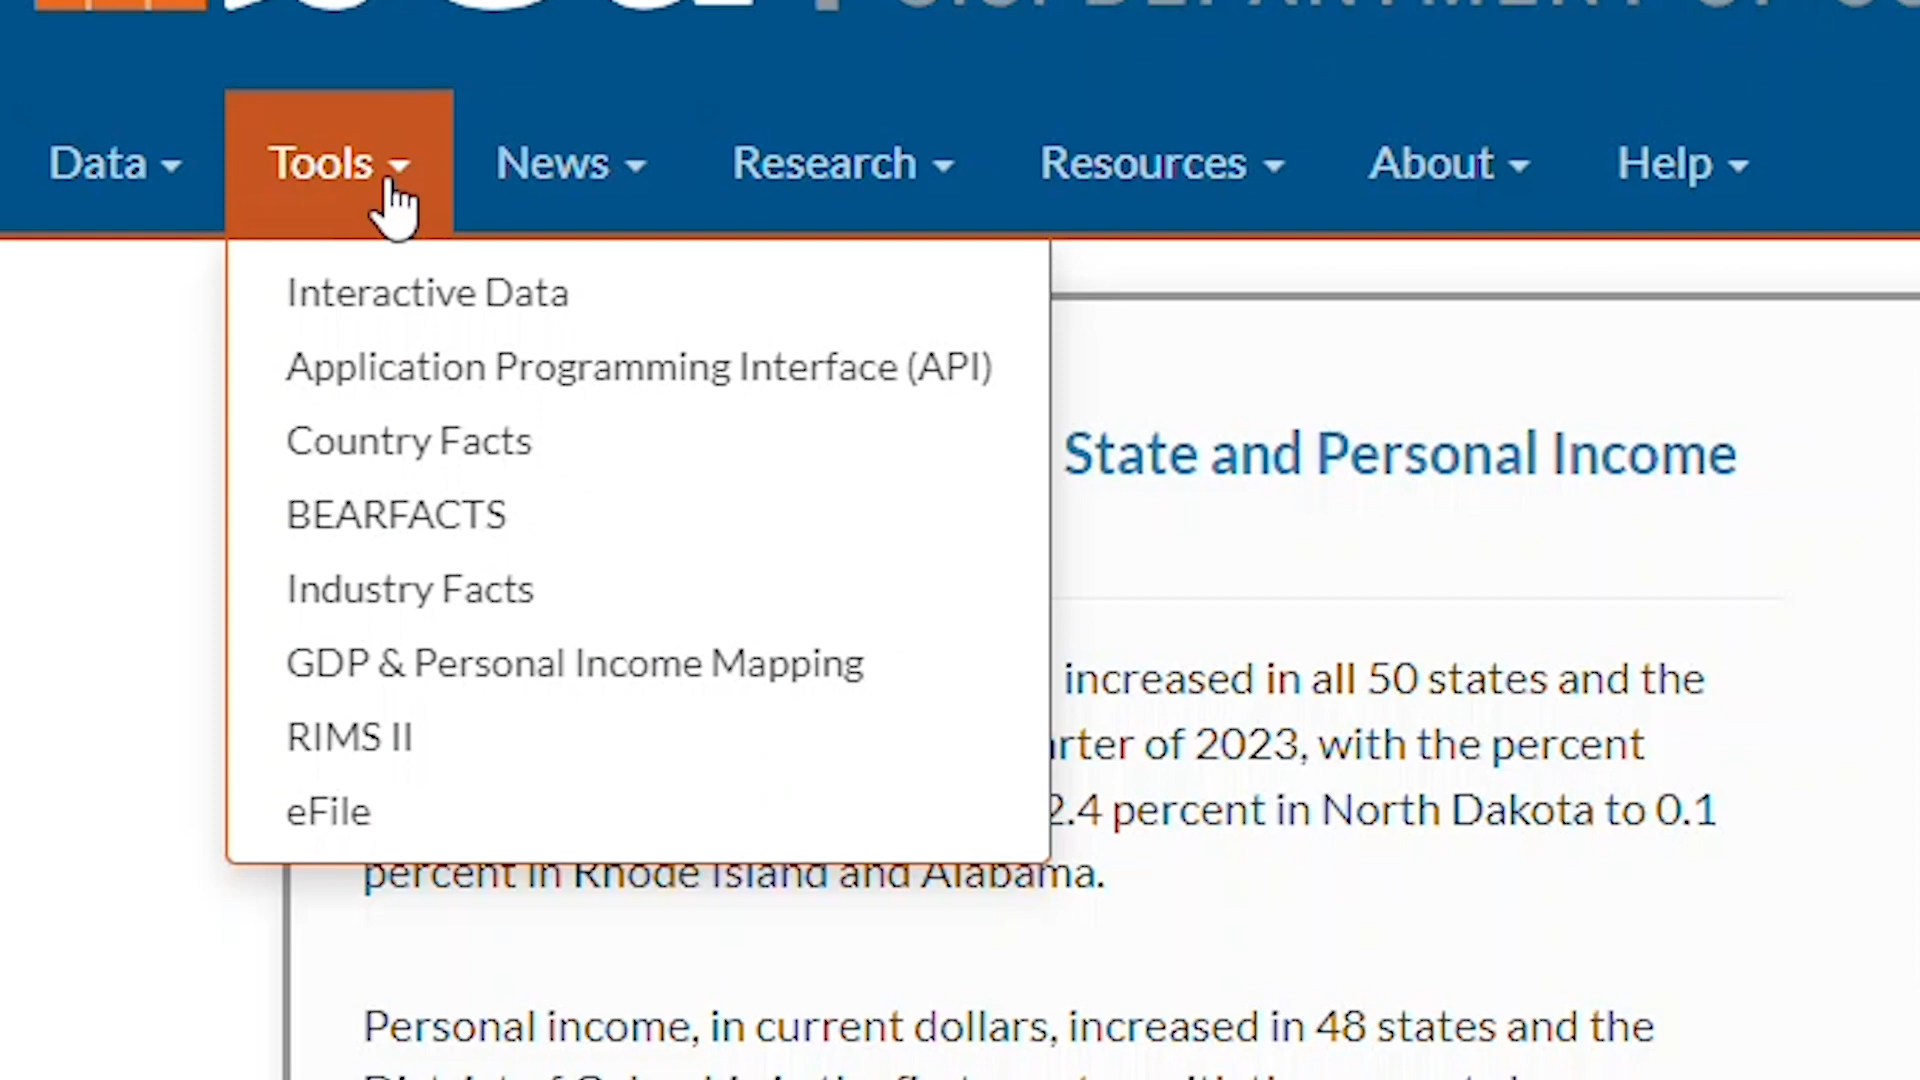 Data Tools News Research Resources About Help
Interactive Data
Application Programming Interface (API)
Country Facts
BEARFACTS
Industry Facts
GDP & Personal Income Mapping
RIMS II
eFile
State and Personal Income
increased in all 50 states and the
of 2023, with the percent
2.4 percent in North Dakota to 0.1
percent in Rhode Island and Alabama.
Personal income, in current dollars, increased in 48 states and the